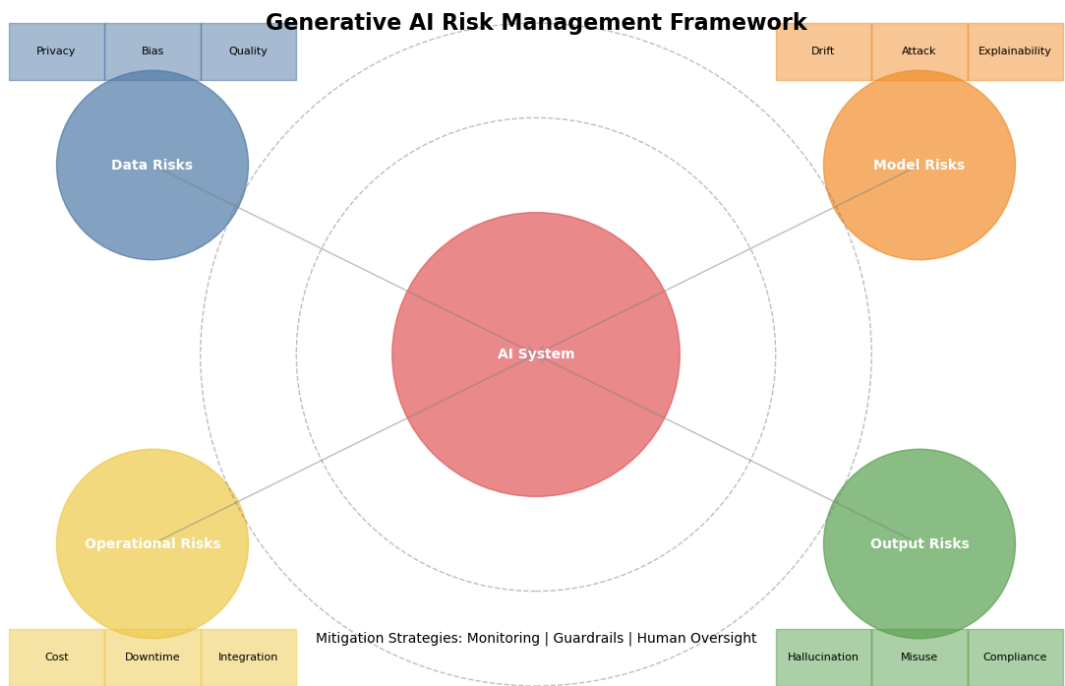 Generative AI Risk Management Framework
Privacy Bias Quality
Drift Attack Explainability
Data Risks
Model Risks
AI System
Operational Risks
Output Risks
Mitigation Strategies: Monitoring | Guardrails | Human Oversight
Cost Downtime Integration
Hallucination Misuse Compliance